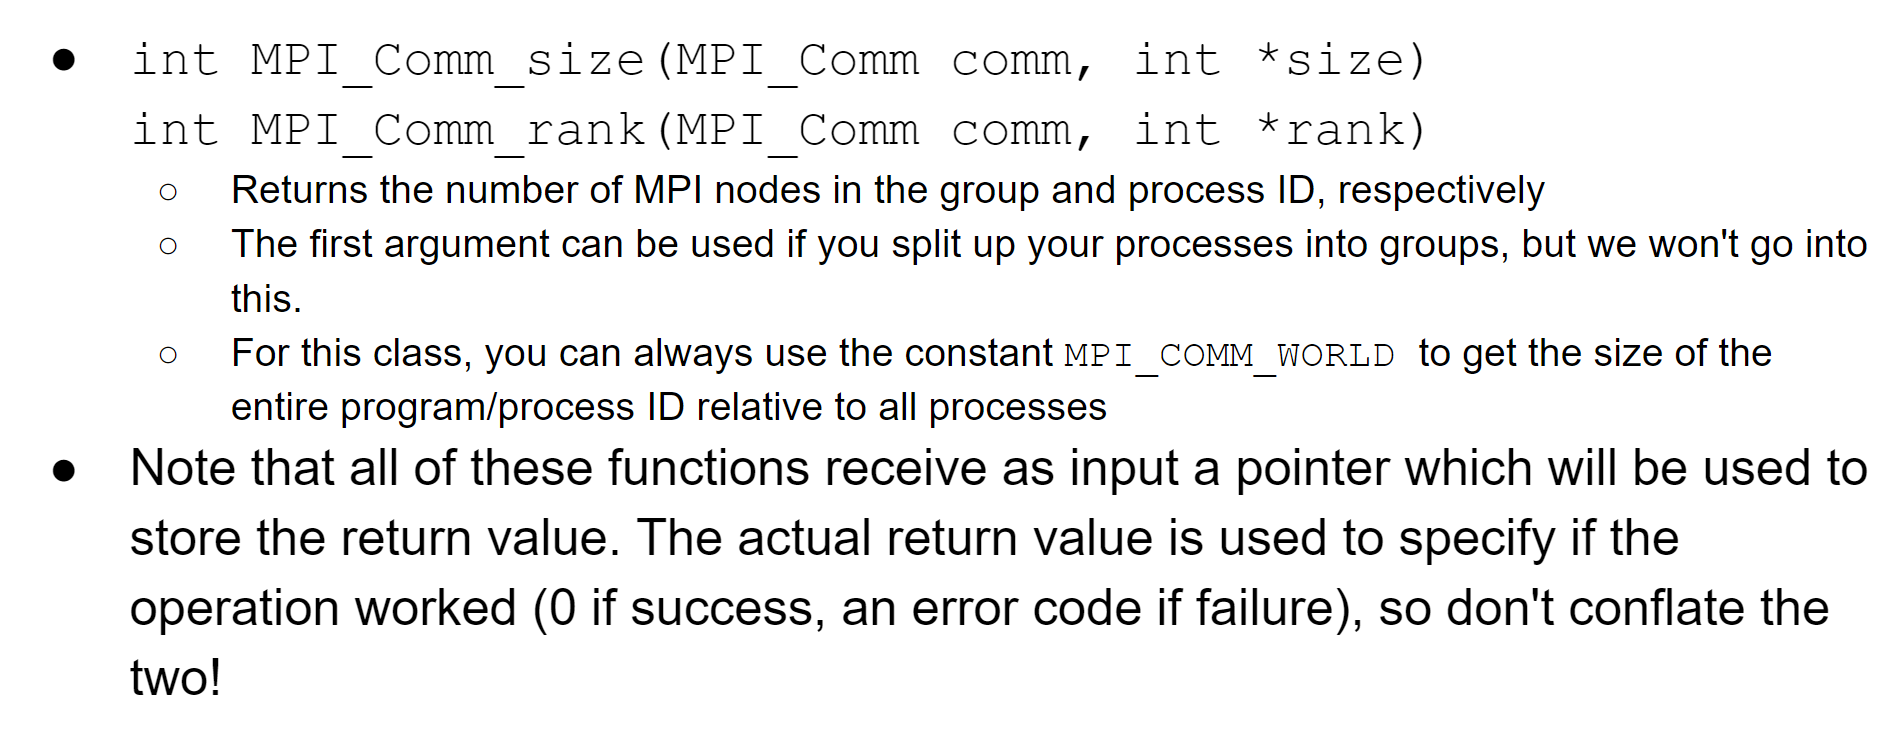 ● int MPI_Comm_size(MPI_Comm comm, int *size)
int MPI_Comm_rank(MPI_Comm comm, int *rank)
○ Returns the number of MPI nodes in the group and process ID, respectively
○ The first argument can be used if you split up your processes into groups, but we won't go into
this.
○ For this class, you can always use the constant MPI_COMM_WORLD to get the size of the
entire program/process ID relative to all processes
● Note that all of these functions receive as input a pointer which will be used to
store the return value. The actual return value is used to specify if the
operation worked (0 if success, an error code if failure), so don't conflate the
two!